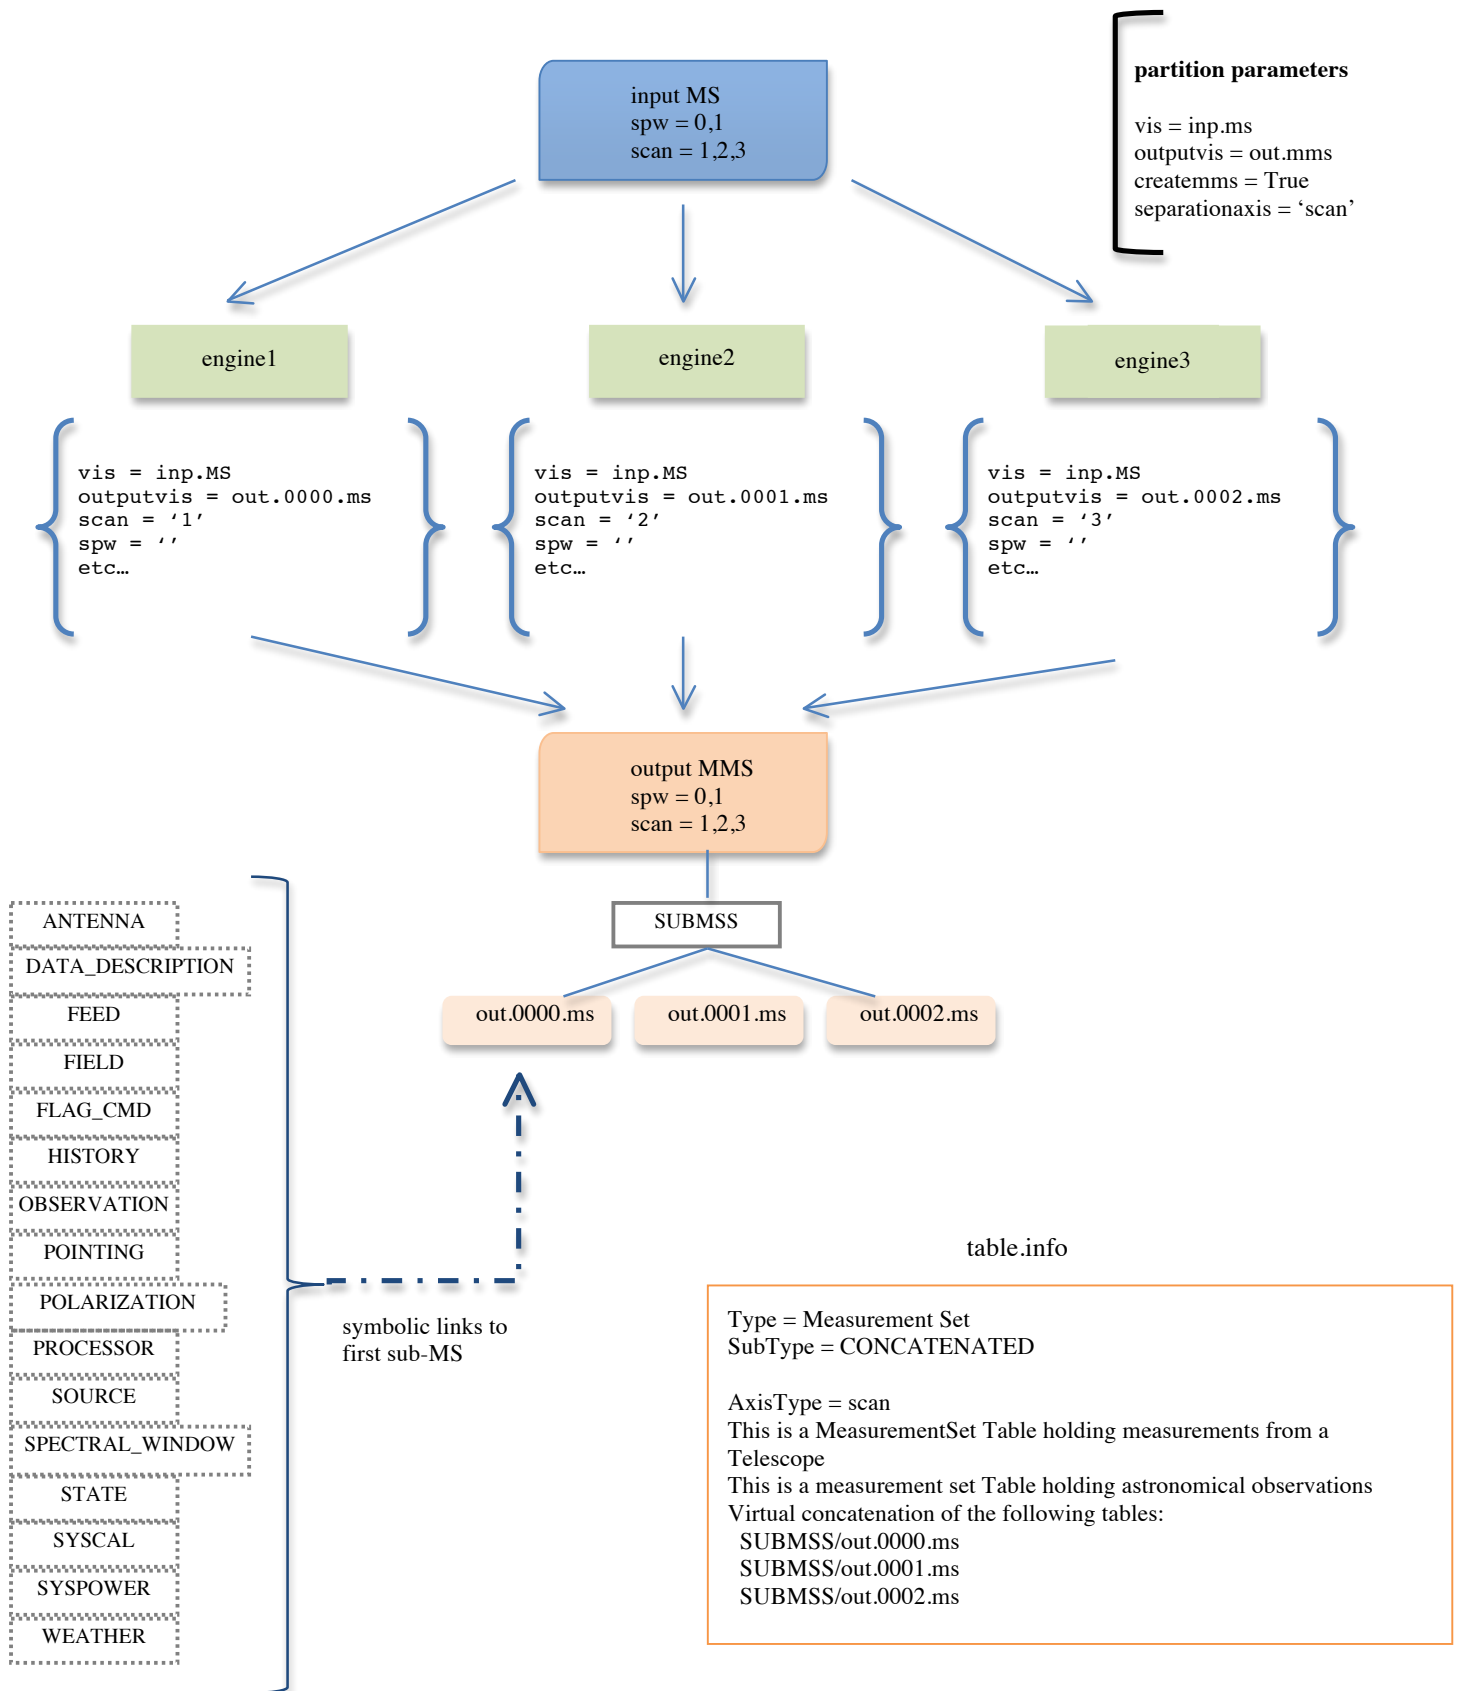 input MS
spw = 0,1
scan = 1,2,3
partition parameters
vis = inp.ms
outputvis = out.mms
createmms = True
separationaxis = ‘scan’
engine1
engine2
engine3
vis = inp.MS
outputvis = out.0000.ms
scan = ‘1’
spw = ‘’
etc…
vis = inp.MS
outputvis = out.0001.ms
scan = ‘2’
spw = ‘’
etc…
vis = inp.MS
outputvis = out.0002.ms
scan = ‘3’
spw = ‘’
etc…
output MMS
spw = 0,1
scan = 1,2,3
SUBMSS
out.0000.ms
out.0001.ms
out.0002.ms
ANTENNA
DATA_DESCRIPTION
FEED
FIELD
FLAG_CMD
HISTORY
OBSERVATION
POINTING
POLARIZATION
PROCESSOR
SOURCE
SPECTRAL_WINDOW
STATE
SYSCAL
SYSPOWER
WEATHER
symbolic links to
first sub-MS
table.info
Type = Measurement Set
SubType = CONCATENATED
AxisType = scan
This is a MeasurementSet Table holding measurements from a
Telescope
This is a measurement set Table holding astronomical observations
Virtual concatenation of the following tables:
SUBMSS/out.0000.ms
SUBMSS/out.0001.ms
SUBMSS/out.0002.ms